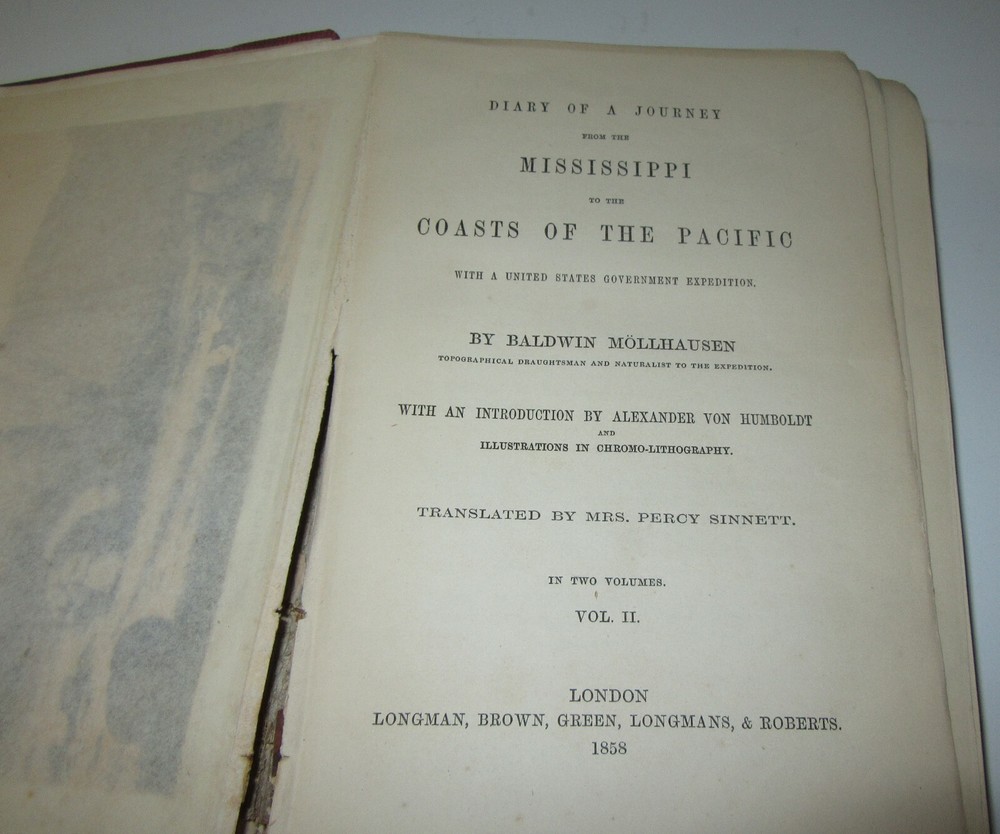 DIARY OF A JOURNEY
FROM THE
MISSISSIPPI
TO THE
COASTS OF THE PACIFIC
WITH A UNITED STATES GOVERNMENT EXPEDITION.
BY BALDWIN MÖLLHAUSEN
TOPOGRAPHICAL DRAUGHTSMAN AND NATURALIST TO THE EXPEDITION.
WITH AN INTRODUCTION BY ALEXANDER VON HUMBOLDT
AND
ILLUSTRATIONS IN CHROMO-LITHOGRAPHY.
TRANSLATED BY MRS. PERCY SINNETT.
IN TWO VOLUMES.
VOL. II.
LONDON
LONGMAN, BROWN, GREEN, LONGMANS, & ROBERTS.
1858